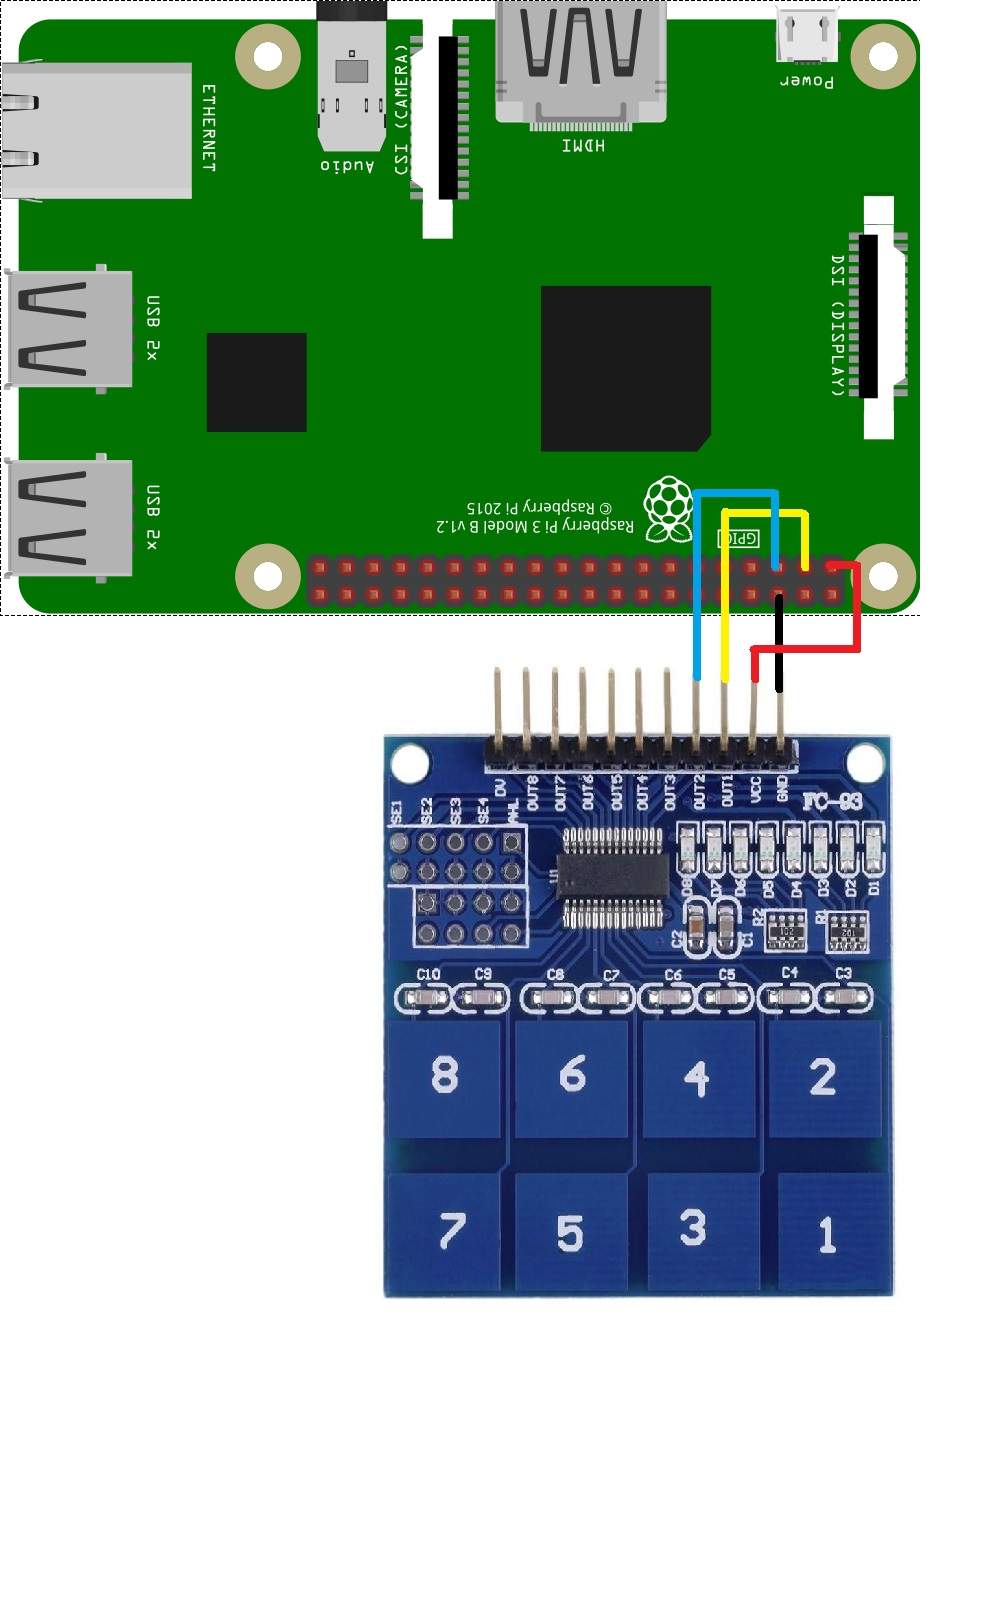 Power
ETHERNET
Audio
CSI (CAMERA)
HDMI
DSI (DISPLAY)
USB 2x
USB 2x
© Raspberry Pi 2015
Raspberry Pi 3 Model B v1.2
GPIO
OV
OUT8
OUT7
OUT6
OUT5
OUT4
OUT3
OUT2
OUT1
VCC
GND
FC-93
SE1
SE2
SE3
SE4
AHL
U1
D8
D7
D6
D5
D4
D3
D2
D1
C2
C1
R2
102
R1
102
C10
C9
C8
C7
C6
C5
C4
C3
8
6
4
2
7
5
3
1